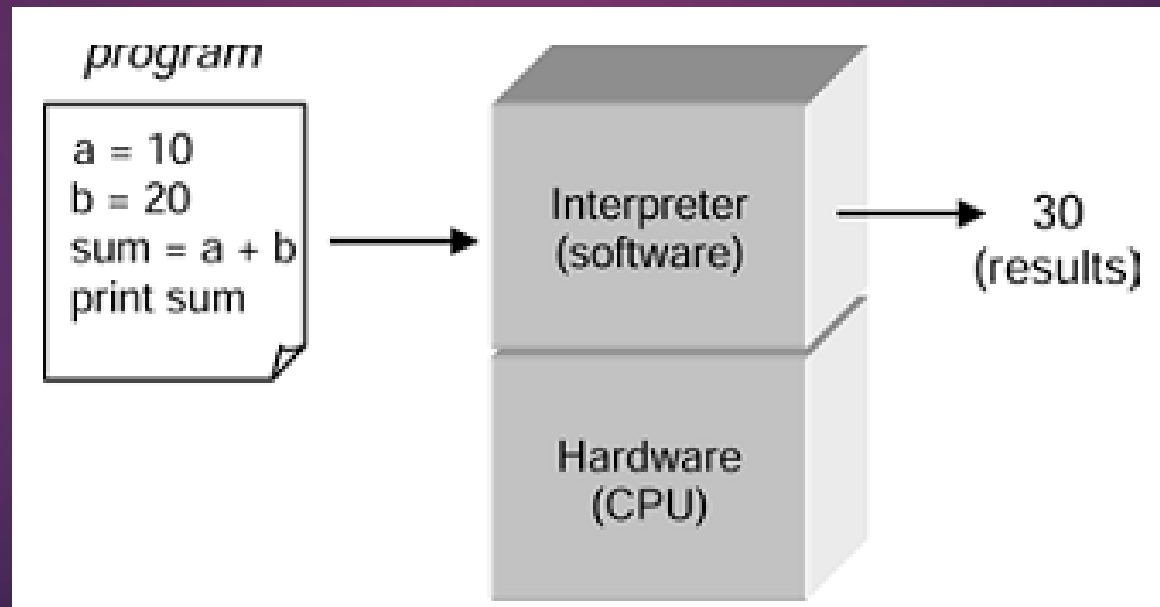 program
a = 10
b = 20
sum = a + b
print sum
Interpreter
(software)
30
(results)
Hardware
(CPU)